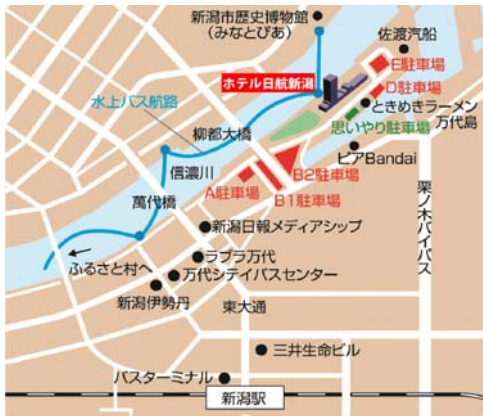 新潟市歴史博物館
(みなとぴあ)
佐渡汽船
E駐車場
ホテル日航新潟
D駐車場
水上バス航路
ときめきラーメン
万代島
思いやり駐車場
柳都大橋
ピアBandai
信濃川
B2駐車場
A駐車場
B1駐車場
栗ノ木バイパス
萬代橋
新潟日報メディアシップ
ラブラ万代
ふるさと村へ
万代シテイバスセンター
新潟伊勢丹
東大通
三井生命ビル
バスターミナル
新潟駅